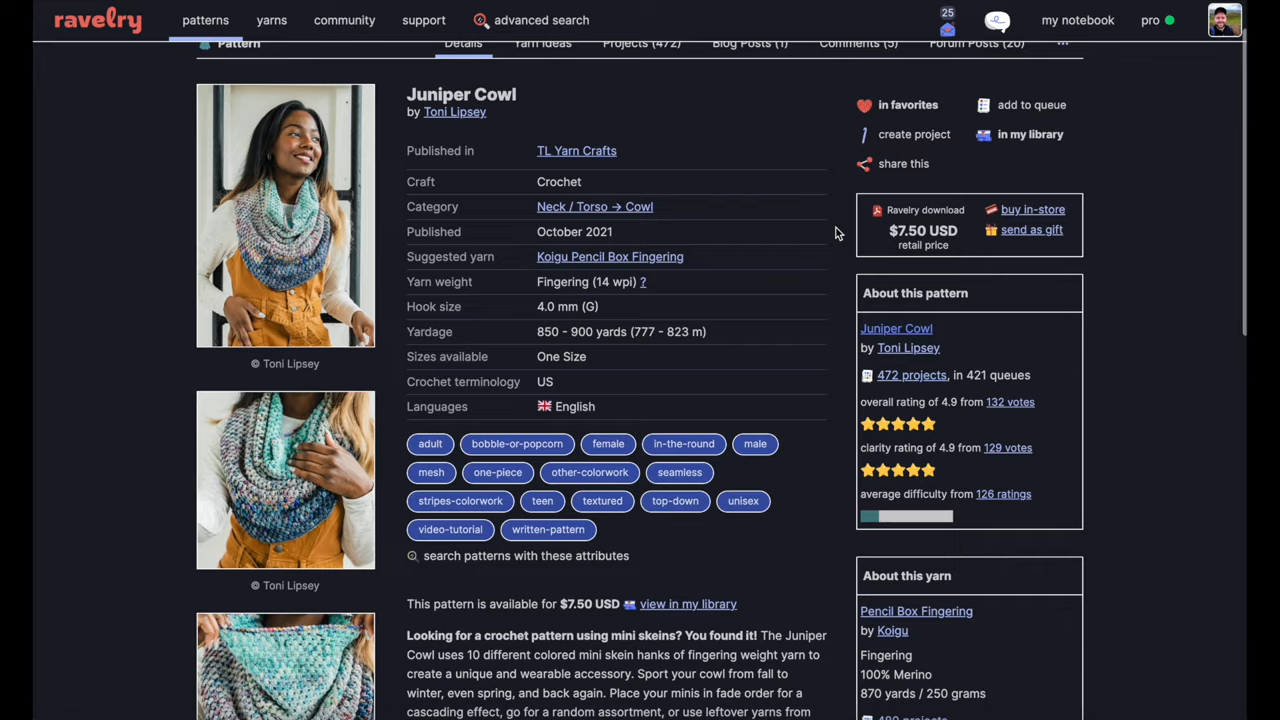 ravelry
patterns
yarns
community
support
advanced search
25
my notebook
pro
Pattern
Details
Yarn Ideas
Projects (472)
Blog Posts (1)
Comments (5)
Forum Posts (20)
Juniper Cowl
by Toni Lipsey
Published in TL Yarn Crafts
Craft Crochet
Category Neck / Torso → Cowl
Published October 2021
Suggested yarn Koigu Pencil Box Fingering
Yarn weight Fingering (14 wpi) ?
Hook size 4.0 mm (G)
Yardage 850 - 900 yards (777 - 823 m)
Sizes available One Size
Crochet terminology US
Languages English
adult bobble-or-popcorn female in-the-round male
mesh one-piece other-colorwork seamless
stripes-colorwork teen textured top-down unisex
video-tutorial written-pattern
search patterns with these attributes
This pattern is available for $7.50 USD view in my library
Looking for a crochet pattern using mini skeins? You found it! The Juniper
Cowl uses 10 different colored mini skein hanks of fingering weight yarn to
create a unique and wearable accessory. Sport your cowl from fall to
winter, even spring, and back again. Place your minis in fade order for a
cascading effect, go for a random assortment, or use leftover yarns from
© Toni Lipsey
© Toni Lipsey
in favorites add to queue
create project in my library
share this
Ravelry download
$7.50 USD
retail price
buy in-store
send as gift
About this pattern
Juniper Cowl
by Toni Lipsey
472 projects, in 421 queues
overall rating of 4.9 from 132 votes
clarity rating of 4.9 from 129 votes
average difficulty from 126 ratings
About this yarn
Pencil Box Fingering
by Koigu
Fingering
100% Merino
870 yards / 250 grams
480 projects